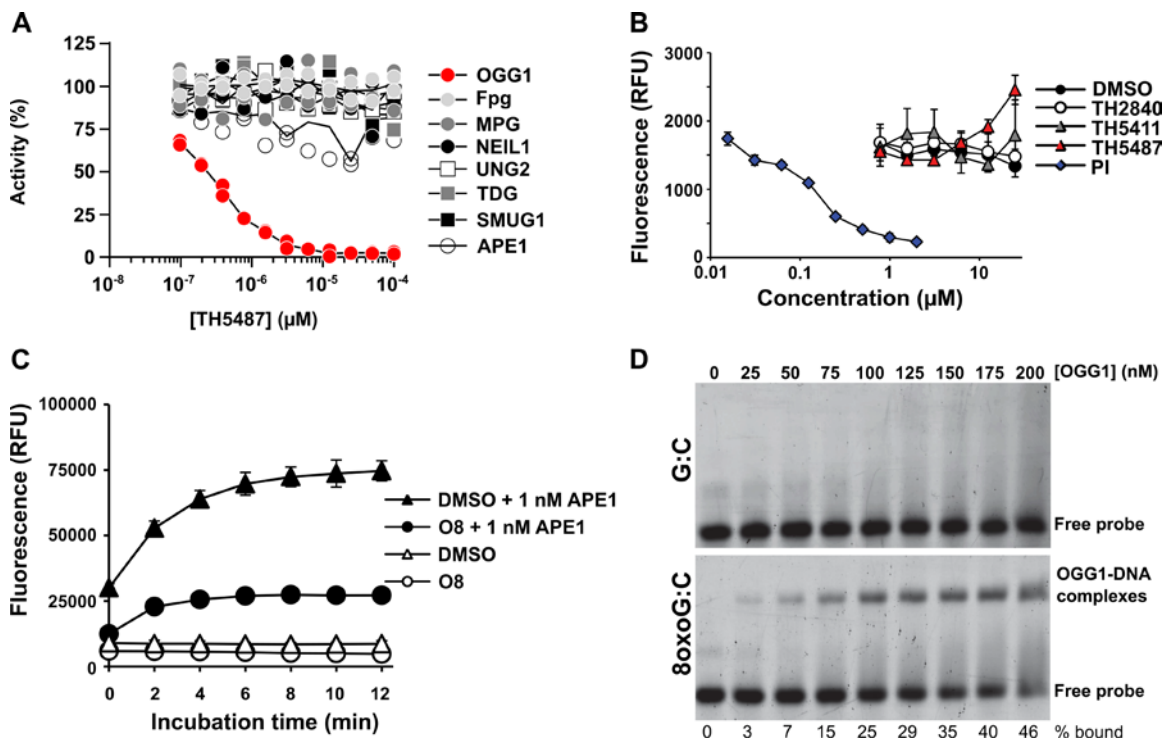 A
125
100
75
50
25
0
Activity (%)
10-8
10-7
10-6
10-5
10-4
[TH5487] (µM)
OGG1
Fpg
MPG
NEIL1
UNG2
TDG
SMUG1
APE1
B
3000
2000
1000
0
Fluorescence (RFU)
0.01
0.1
1
10
Concentration (µM)
DMSO
TH2840
TH5411
TH5487
PI
C
100000
75000
50000
25000
0
Fluorescence (RFU)
0 2 4 6 8 10 12
Incubation time (min)
DMSO + 1 nM APE1
O8 + 1 nM APE1
DMSO
O8
D
0 25 50 75 100 125 150 175 200 [OGG1] (nM)
G:C
Free probe
8oxoG:C
OGG1-DNA
complexes
Free probe
0 3 7 15 25 29 35 40 46 % bound